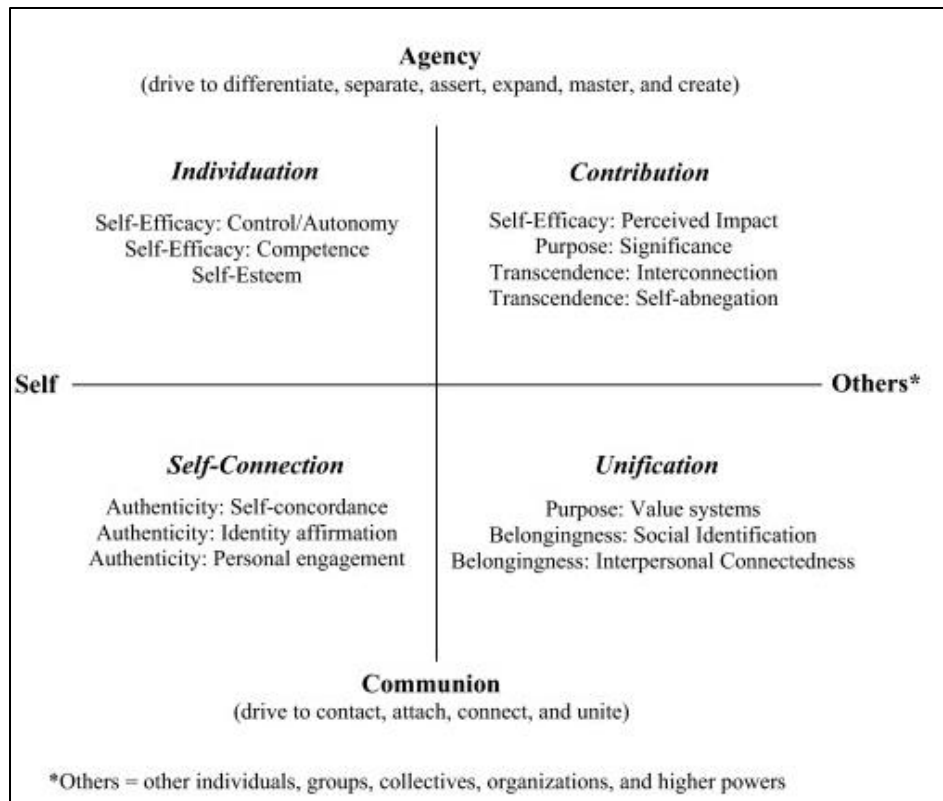 Agency
(drive to differentiate, separate, assert, expand, master, and create)
Individuation
Self-Efficacy: Control/Autonomy
Self-Efficacy: Competence
Self-Esteem
Contribution
Self-Efficacy: Perceived Impact
Purpose: Significance
Transcendence: Interconnection
Transcendence: Self-abnegation
Self
Others*
Self-Connection
Authenticity: Self-concordance
Authenticity: Identity affirmation
Authenticity: Personal engagement
Unification
Purpose: Value systems
Belongingness: Social Identification
Belongingness: Interpersonal Connectedness
Communion
(drive to contact, attach, connect, and unite)
*Others = other individuals, groups, collectives, organizations, and higher powers